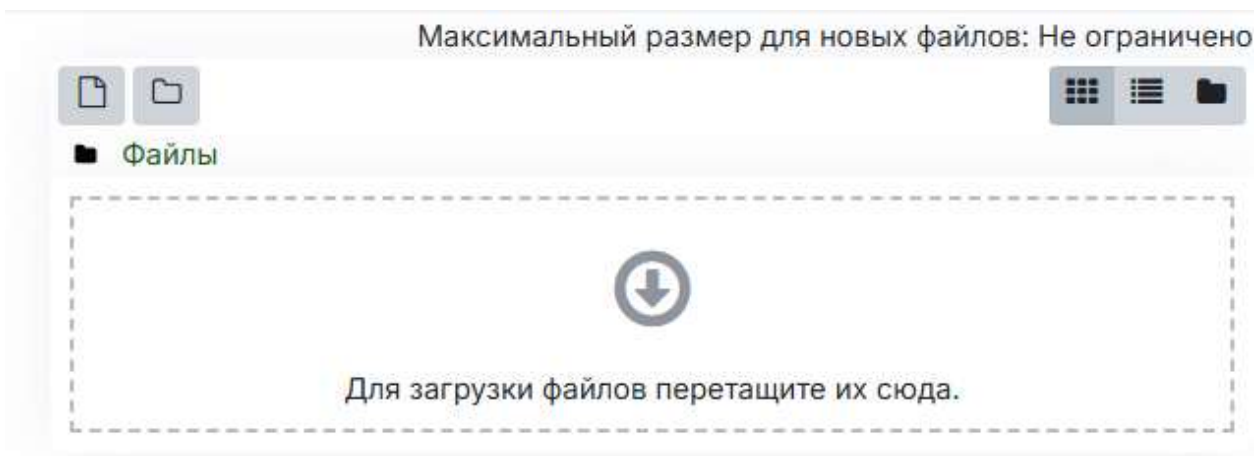 Максимальный размер для новых файлов: Не ограничено
Файлы
Для загрузки файлов перетащите их сюда.